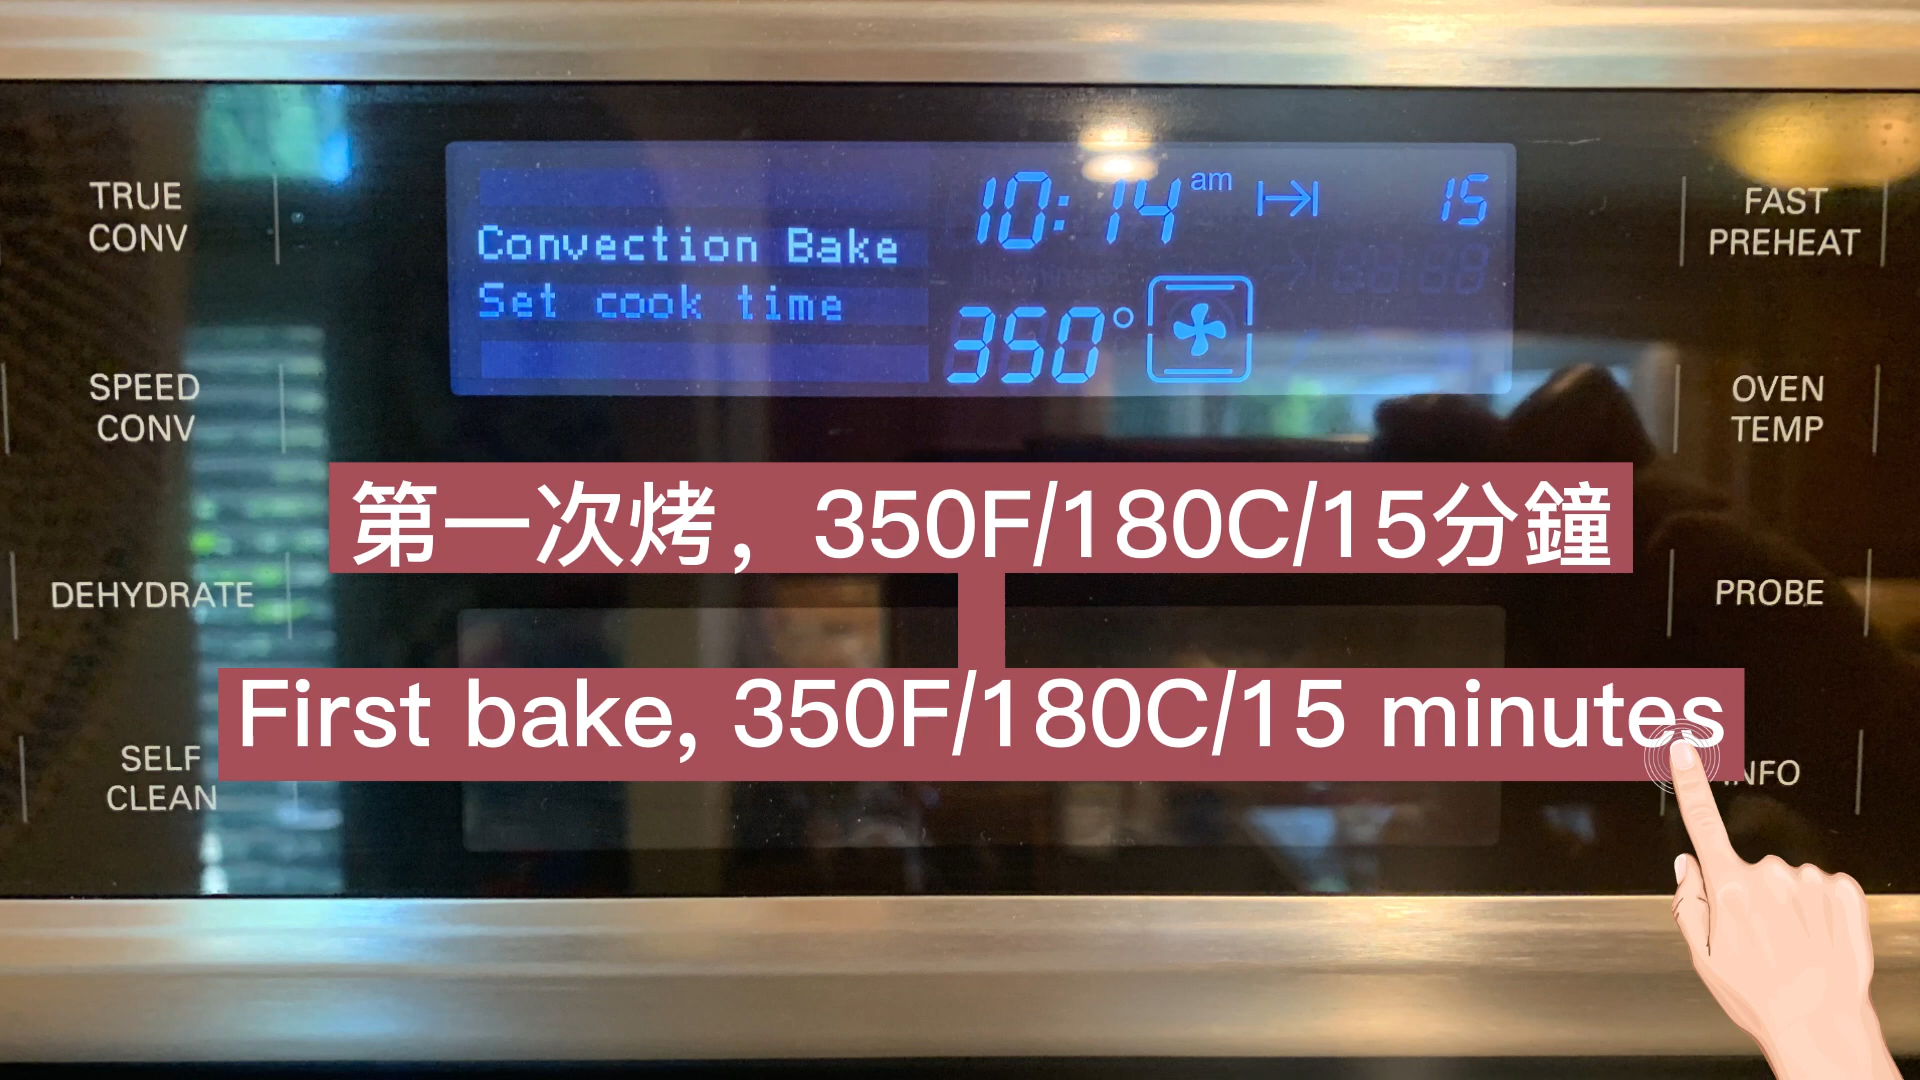 TRUE
CONV
SPEED
CONV
DEHYDRATE
SELF
CLEAN
Convection Bake
Set cook time
10:14 am
15
350°
FAST
PREHEAT
OVEN
TEMP
PROBE
第一次烤，350F/180C/15分鐘
First bake, 350F/180C/15 minutes